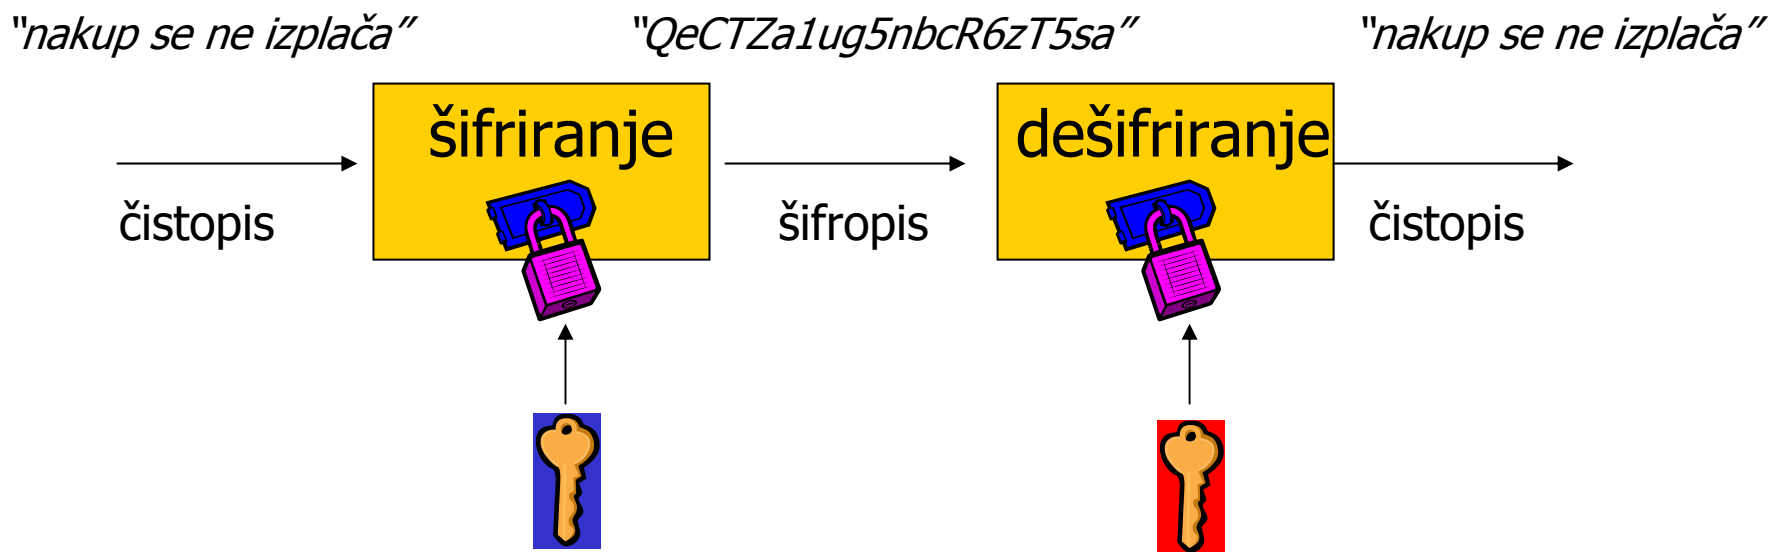 “nakup se ne izplača”
“QeCTZa1ug5nbcR6zT5sa”
“nakup se ne izplača”
šifriranje
dešifriranje
čistopis
šifropis
čistopis